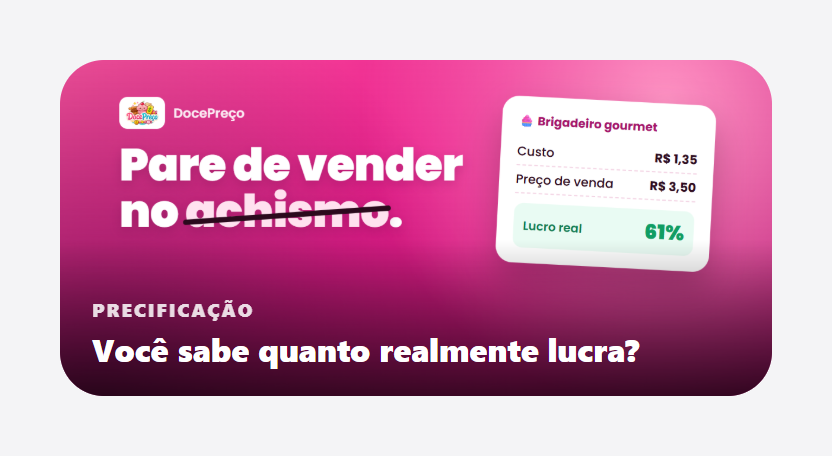 DocePreço
DocePreço
Pare de vender
no achismo.
Brigadeiro gourmet
Custo R$ 1,35
Preço de venda R$ 3,50
Lucro real 61%
PRECIFICAÇÃO
Você sabe quanto realmente lucra?